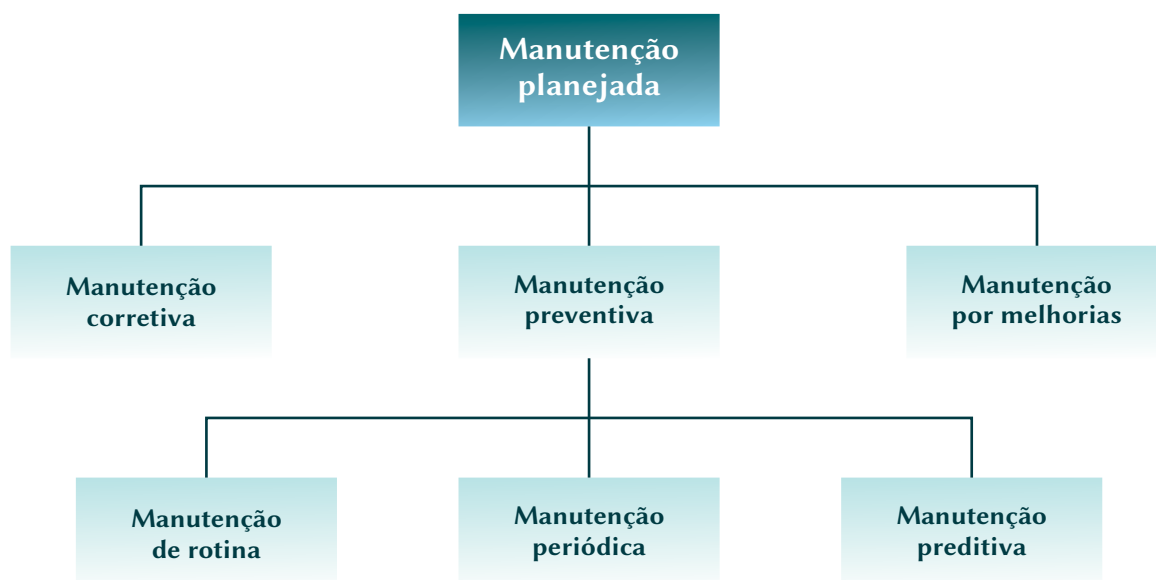 Manutenção
planejada
Manutenção
corretiva
Manutenção
preventiva
Manutenção
por melhorias
Manutenção
de rotina
Manutenção
periódica
Manutenção
preditiva